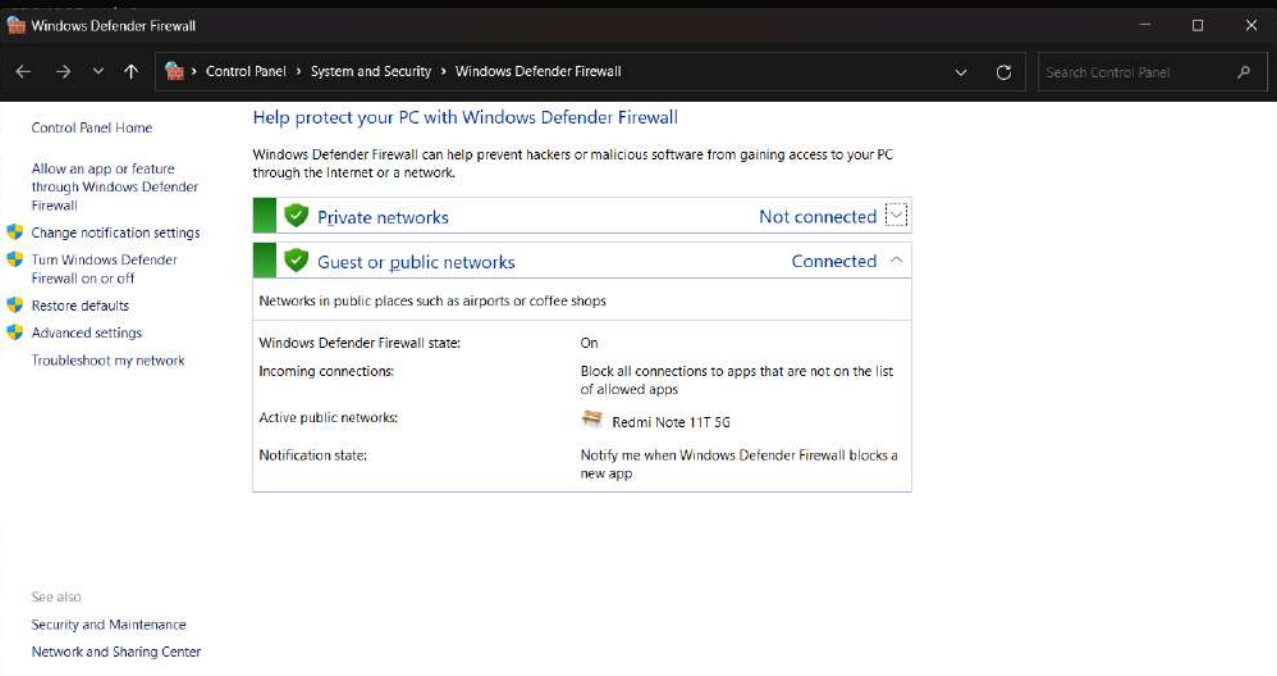 Windows Defender Firewall
Control Panel › System and Security › Windows Defender Firewall
Search Control Panel
Control Panel Home
Allow an app or feature
through Windows Defender
Firewall
Change notification settings
Turn Windows Defender
Firewall on or off
Restore defaults
Advanced settings
Troubleshoot my network
See also
Security and Maintenance
Network and Sharing Center
Help protect your PC with Windows Defender Firewall
Windows Defender Firewall can help prevent hackers or malicious software from gaining access to your PC
through the Internet or a network.
Private networks Not connected
Guest or public networks Connected
Networks in public places such as airports or coffee shops
Windows Defender Firewall state: On
Incoming connections: Block all connections to apps that are not on the list
of allowed apps
Active public networks: Redmi Note 11T 5G
Notification state: Notify me when Windows Defender Firewall blocks a
new app